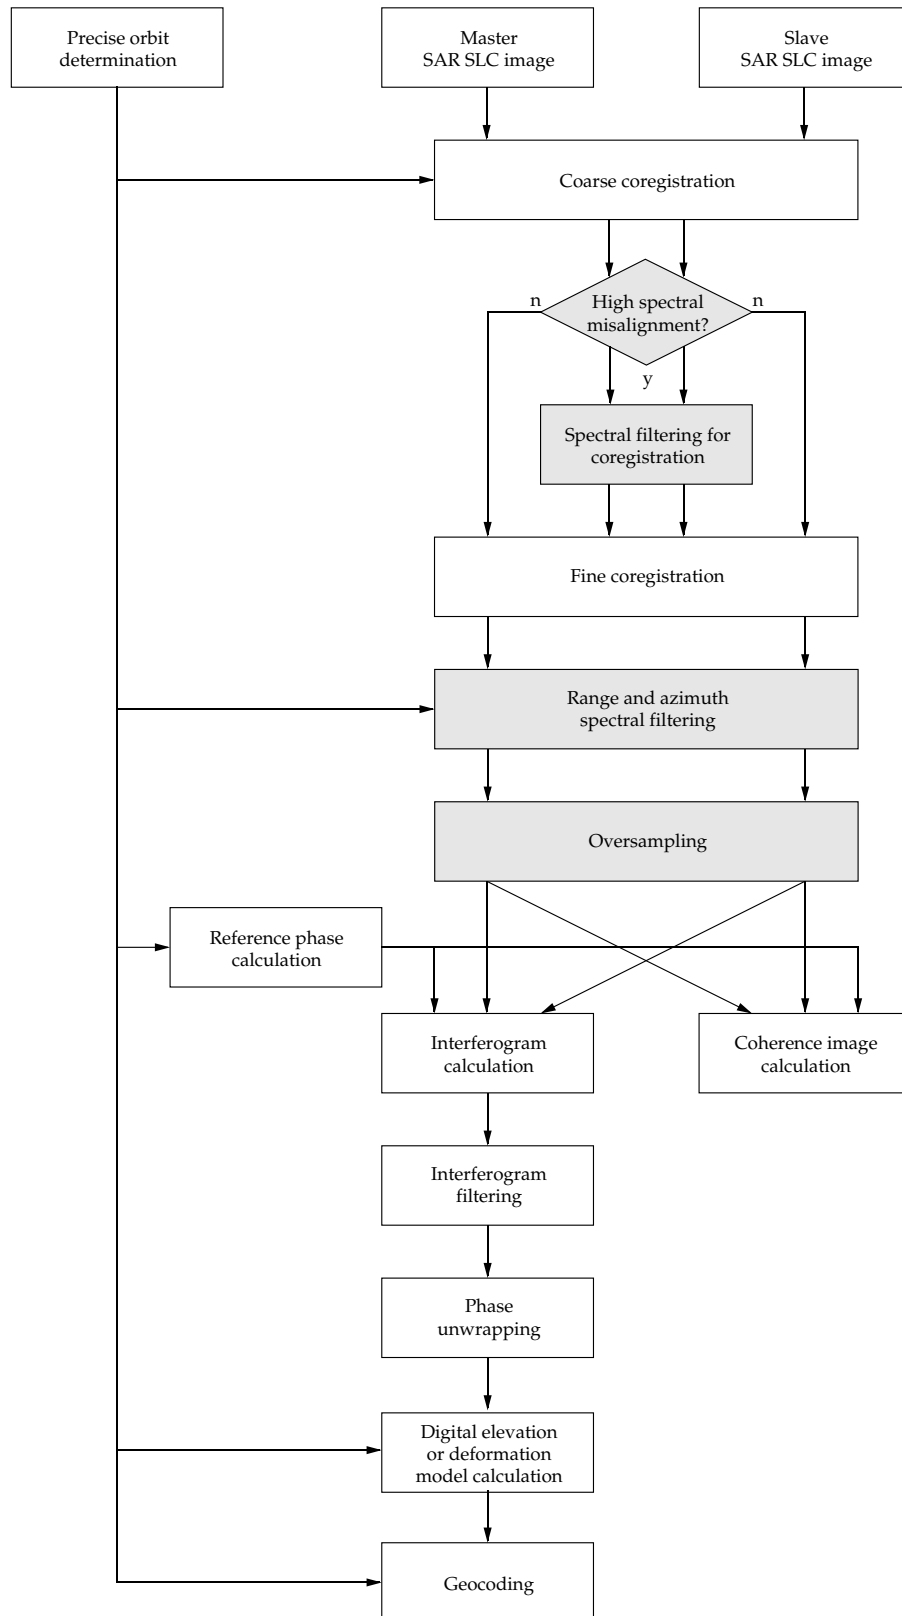 Precise orbit
determination
Master
SAR SLC image
Slave
SAR SLC image
Coarse coregistration
n
High spectral
misalignment?
n
y
Spectral filtering for
coregistration
Fine coregistration
Range and azimuth
spectral filtering
Oversampling
Reference phase
calculation
Interferogram
calculation
Coherence image
calculation
Interferogram
filtering
Phase
unwrapping
Digital elevation
or deformation
model calculation
Geocoding